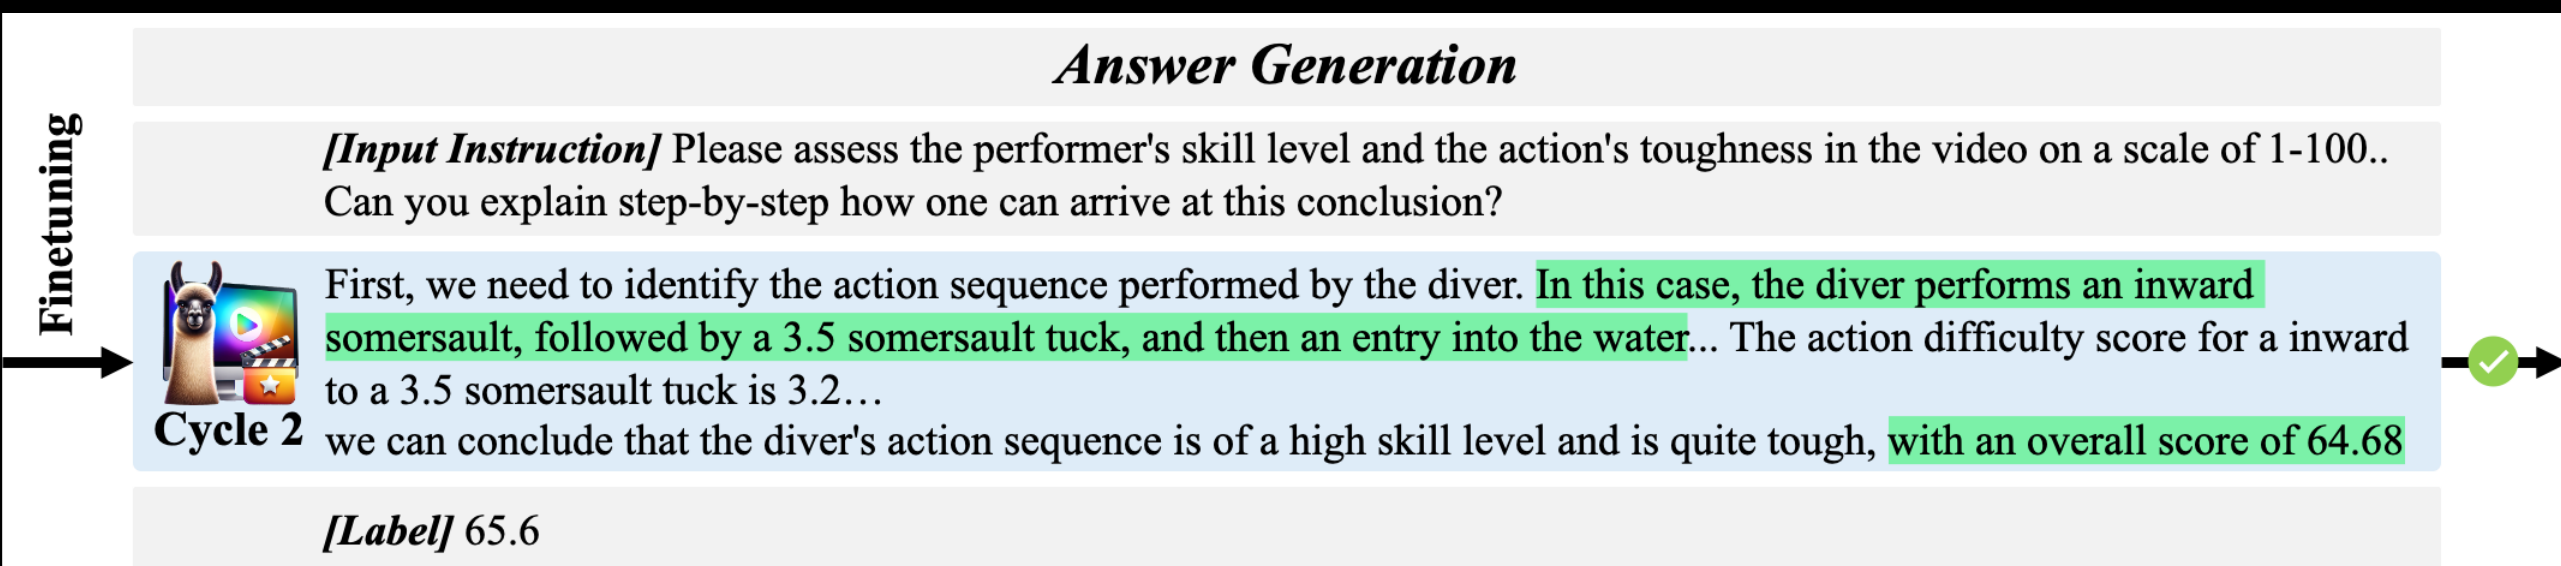 Answer Generation
Finetuning
[Input Instruction] Please assess the performer's skill level and the action's toughness in the video on a scale of 1-100..
Can you explain step-by-step how one can arrive at this conclusion?
First, we need to identify the action sequence performed by the diver. In this case, the diver performs an inward
somersault, followed by a 3.5 somersault tuck, and then an entry into the water... The action difficulty score for a inward
to a 3.5 somersault tuck is 3.2...
Cycle 2
we can conclude that the diver's action sequence is of a high skill level and is quite tough, with an overall score of 64.68
[Label] 65.6